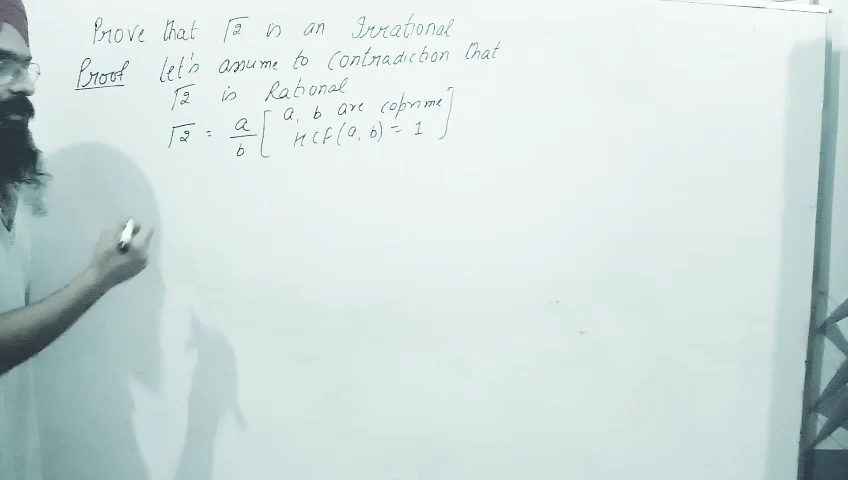 Prove that √2 is an Irrational
Proof Let's assume to contradiction that
√2 is Rational
√2 = a/b [a, b are coprime
HCF(a, b) = 1]